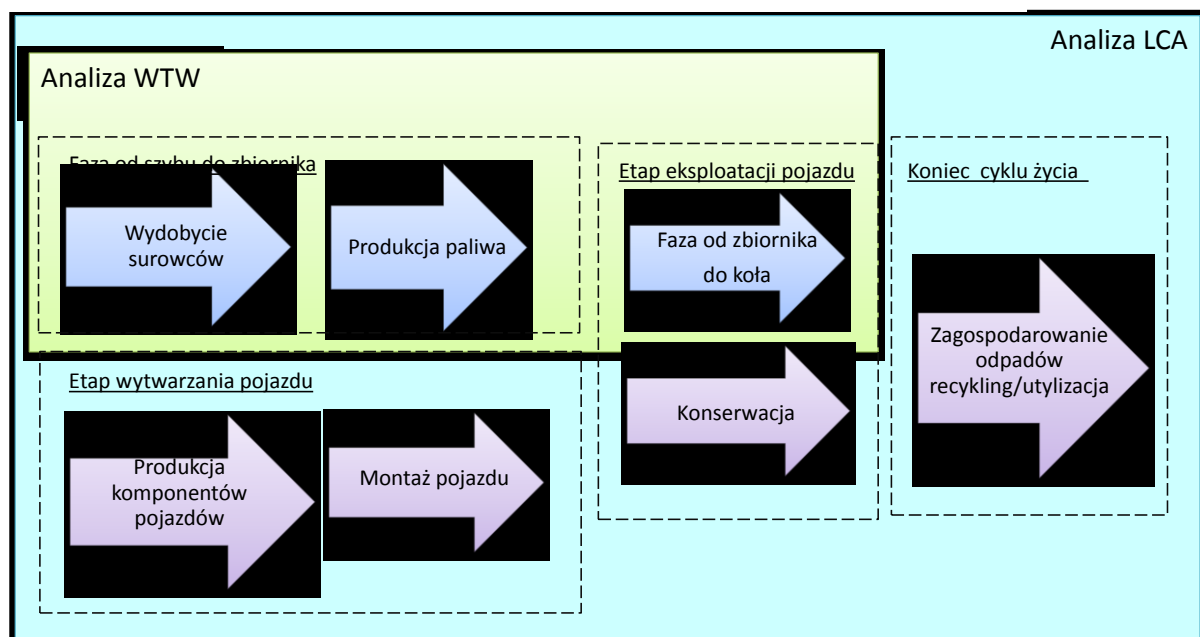 Analiza LCA
Analiza WTW
Faza od szybu do zbiornika
Wydobycie
surowców
Produkcja paliwa
Etap eksploatacji pojazdu
Faza od zbiornika
do koła
Konserwacja
Koniec cyklu życia
Zagospodarowanie
odpadów
recykling/utylizacja
Etap wytwarzania pojazdu
Produkcja
komponentów
pojazdów
Montaż pojazdu